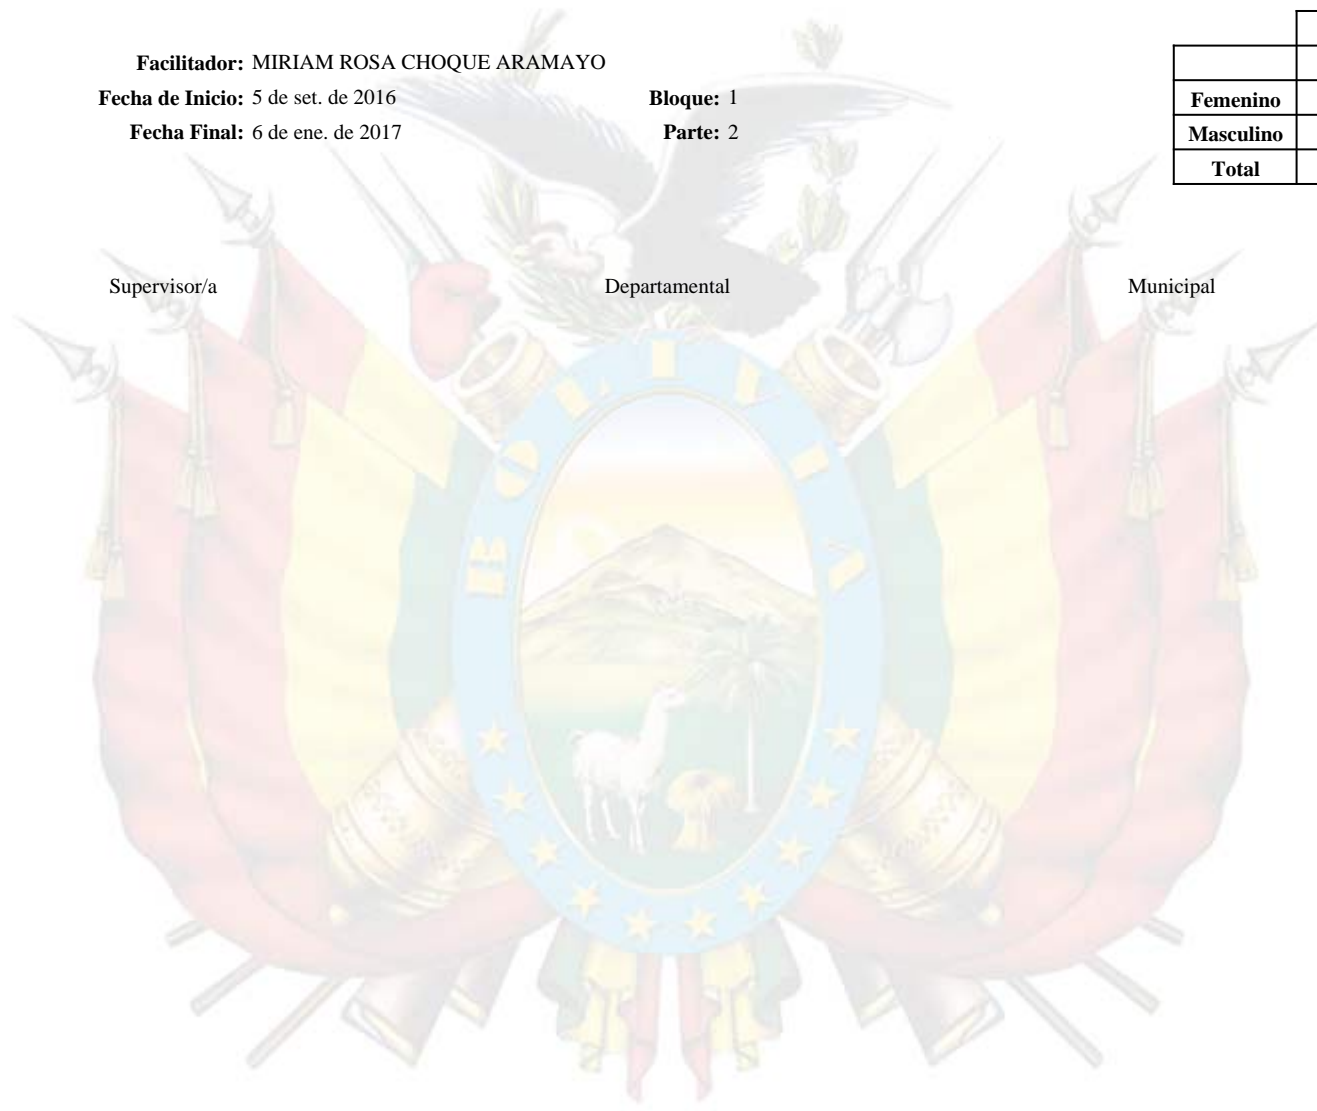 Facilitador: MIRIAM ROSA CHOQUE ARAMAYO
Fecha de Inicio: 5 de set. de 2016 Bloque: 1
Femenino
Fecha Final: 6 de ene. de 2017 Parte: 2
Masculino
Total
Supervisor/a Departamental Municipal
BOLIVIA